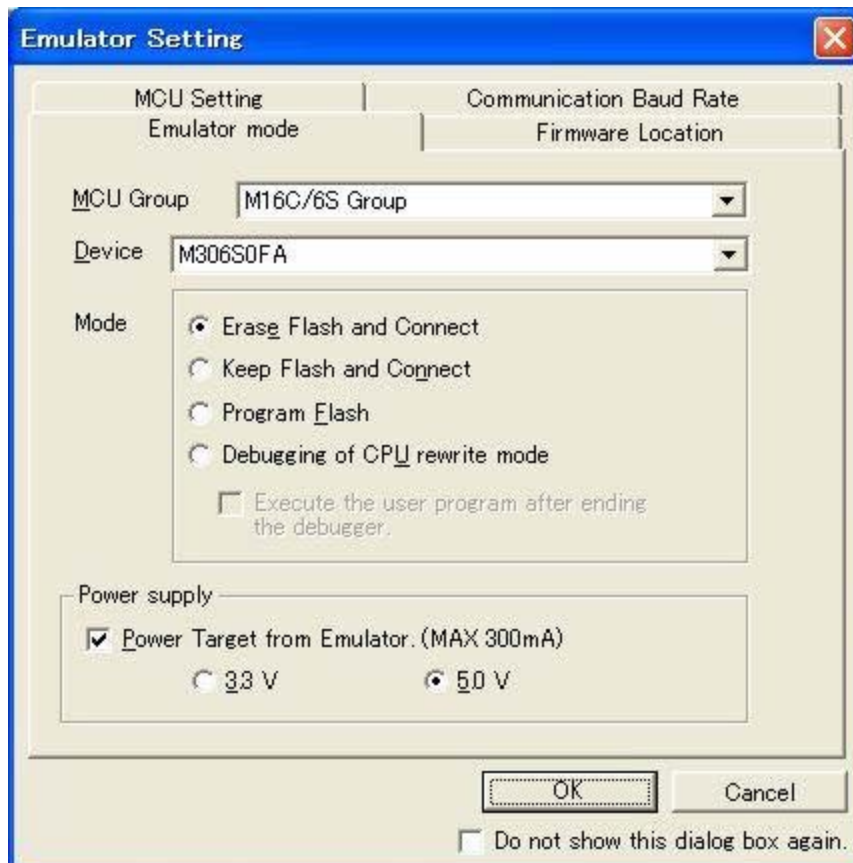 Emulator Setting
MCU Setting
Communication Baud Rate
Emulator mode
Firmware Location
MCU Group
M16C/6S Group
Device
M306S0FA
Mode
Erase Flash and Connect
Keep Flash and Connect
Program Flash
Debugging of CPU rewrite mode
Execute the user program after ending
the debugger.
Power supply
Power Target from Emulator. (MAX 300mA)
3.3 V
5.0 V
OK
Cancel
Do not show this dialog box again.